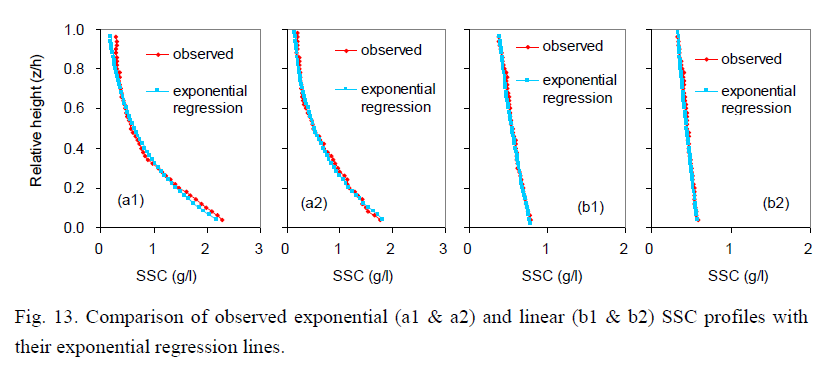 1.0
0.8
0.6
0.4
0.2
0.0
Relative height (z/h)
observed
exponential
regression
(a1)
0 1 2 3
SSC (g/l)
observed
exponential
regression
(a2)
0 1 2 3
SSC (g/l)
observed
exponential
regression
(b1)
0 1 2
SSC (g/l)
observed
exponential
regression
(b2)
0 1 2
SSC (g/l)
Fig. 13. Comparison of observed exponential (a1 & a2) and linear (b1 & b2) SSC profiles with
their exponential regression lines.